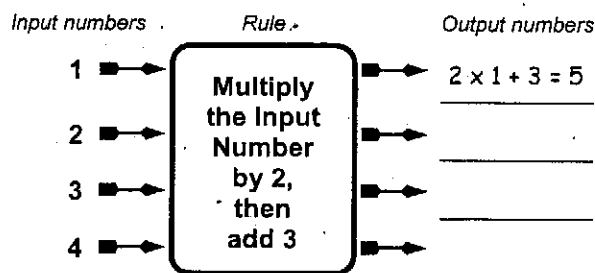 Input numbers Rule Output numbers
1 2 x 1 + 3 = 5
Multiply
the Input
2
Number
3 by 2,
then
4 add 3